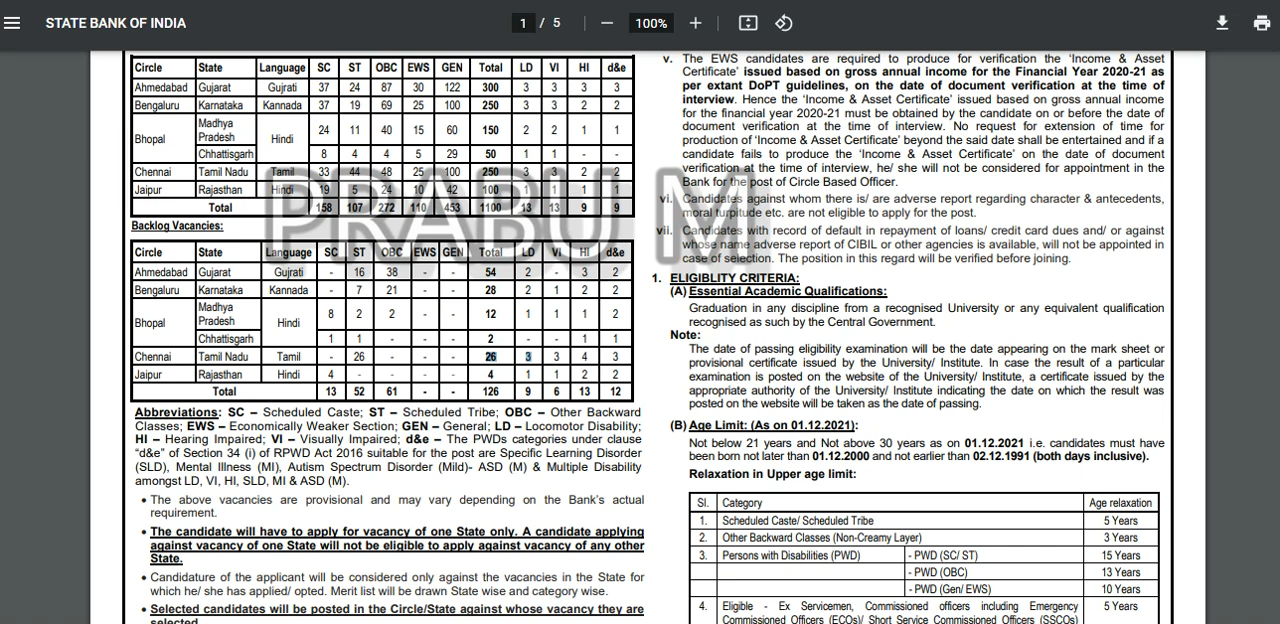 STATE BANK OF INDIA
1 / 5
100%
Circle State Language SC ST OBC EWS GEN Total LD VI HI d&e
Ahmedabad Gujarat Gujrati 37 24 87 30 122 300 3 3 3 3
Bengaluru Karnataka Kannada 37 19 69 25 100 250 3 3 2 2
Bhopal Madhya Pradesh Hindi 24 11 40 15 60 150 2 2 1 1
Chhattisgarh 8 4 4 5 29 50 1 1 - -
Chennai Tamil Nadu Tamil 33 44 48 25 100 250 3 3 2 2
Jaipur Rajasthan Hindi 19 5 24 10 42 100 1 1 1 1
Total 158 107 272 110 453 1100 13 13 9 9
PRABU M
Backlog Vacancies:
Circle State Language SC ST OBC EWS GEN Total LD VI HI d&e
Ahmedabad Gujarat Gujrati - 16 38 - - 54 2 - 3 2
Bengaluru Karnataka Kannada - 7 21 - - 28 2 1 2 2
Bhopal Madhya Pradesh Hindi 8 2 2 - - 12 1 1 1 2
Chhattisgarh 1 1 - - - 2 - - 1 1
Chennai Tamil Nadu Tamil - 26 - - - 26 3 3 4 3
Jaipur Rajasthan Hindi 4 - - - - 4 1 1 2 2
Total 13 52 61 - - 126 9 6 13 12
Abbreviations: SC – Scheduled Caste; ST – Scheduled Tribe; OBC – Other Backward
Classes; EWS – Economically Weaker Section; GEN – General; LD – Locomotor Disability;
HI – Hearing Impaired; VI – Visually Impaired; d&e – The PWDs categories under clause
“d&e” of Section 34 (i) of RPWD Act 2016 suitable for the post are Specific Learning Disorder
(SLD), Mental Illness (MI), Autism Spectrum Disorder (Mild)- ASD (M) & Multiple Disability
amongst LD, VI, HI, SLD, MI & ASD (M).
• The above vacancies are provisional and may vary depending on the Bank’s actual
requirement.
• The candidate will have to apply for vacancy of one State only. A candidate applying
against vacancy of one State will not be eligible to apply against vacancy of any other
State.
• Candidature of the applicant will be considered only against the vacancies in the State for
which he/ she has applied/ opted. Merit list will be drawn State wise and category wise.
• Selected candidates will be posted in the Circle/State against whose vacancy they are
selected.
v. The EWS candidates are required to produce for verification the ‘Income & Asset
Certificate’ issued based on gross annual income for the Financial Year 2020-21 as
per extant DoPT guidelines, on the date of document verification at the time of
interview. Hence the ‘Income & Asset Certificate’ issued based on gross annual income
for the financial year 2020-21 must be obtained by the candidate on or before the date of
document verification at the time of interview. No request for extension of time for
production of ‘Income & Asset Certificate’ beyond the said date shall be entertained and if a
candidate fails to produce the ‘Income & Asset Certificate’ on the date of document
verification at the time of interview, he/ she will not be considered for appointment in the
Bank for the post of Circle Based Officer.
vi. Candidates against whom there is/ are adverse report regarding character & antecedents,
moral turpitude etc. are not eligible to apply for the post.
vii. Candidates with record of default in repayment of loans/ credit card dues and/ or against
whose name adverse report of CIBIL or other agencies is available, will not be appointed in
case of selection. The position in this regard will be verified before joining.
1. ELIGIBLITY CRITERIA:
(A) Essential Academic Qualifications:
Graduation in any discipline from a recognised University or any equivalent qualification
recognised as such by the Central Government.
Note:
The date of passing eligibility examination will be the date appearing on the mark sheet or
provisional certificate issued by the University/ Institute. In case the result of a particular
examination is posted on the website of the University/ Institute, a certificate issued by the
appropriate authority of the University/ Institute indicating the date on which the result was
posted on the website will be taken as the date of passing.
(B) Age Limit: (As on 01.12.2021):
Not below 21 years and Not above 30 years as on 01.12.2021 i.e. candidates must have
been born not later than 01.12.2000 and not earlier than 02.12.1991 (both days inclusive).
Relaxation in Upper age limit:
Sl. Category Age relaxation
1. Scheduled Caste/ Scheduled Tribe 5 Years
2. Other Backward Classes (Non-Creamy Layer) 3 Years
3. Persons with Disabilities (PWD) - PWD (SC/ ST) 15 Years
- PWD (OBC) 13 Years
- PWD (Gen/ EWS) 10 Years
4. Eligible - Ex Servicemen, Commissioned officers including Emergency 5 Years
Commissioned Officers (ECOs)/ Short Service Commissioned Officers (SSCOs)